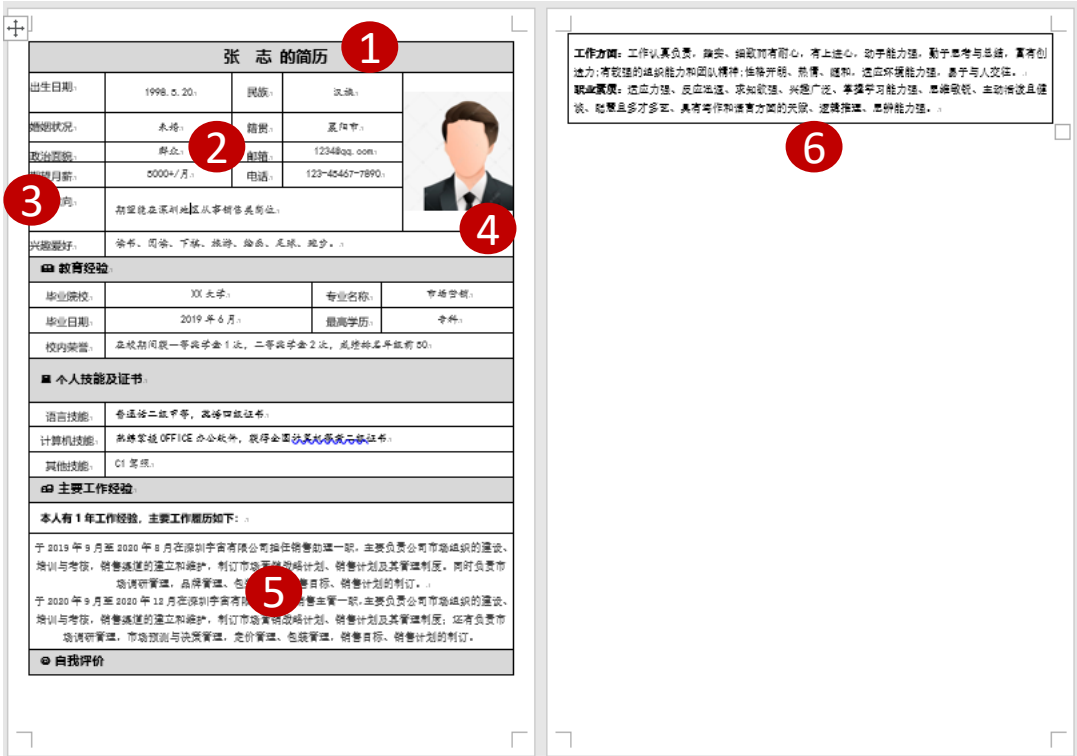 张 志 的简历
1
出生日期:
1998.5.20
民族:
汉族
婚姻状况
未婚
2
籍贯:
政治面貌
群众
邮箱
1234@qq.com
期望月薪:
5000+/月
电话:
123-45467-7890
3
向
期望能在深圳地区从事销售类岗位
4
兴趣爱好
读书、阅读、下棋、旅游、绘画、足球、跑步。
教育经验
毕业院校
XX大学
专业名称
市场营销
毕业日期
2019年6月
最高学历
专科
校内荣誉
在校期间获一等奖学金1次，二等奖学金2次，成绩排名年级前50
个人技能及证书
语言技能
普通话二级甲等，英语四级证书
计算机技能
熟练掌握OFFICE办公软件，获得全国计算机等级二级证书
其他技能
C1驾照
主要工作经验
本人有1年工作经验，主要工作履历如下：
于2019年9月至2020年8月在深圳宇宙有限公司担任销售助理一职，主要负责公司市场组织的建设、
培训与考核，销售渠道的建立和维护，制订市场营销战略计划、销售计划及其管理制度。同时负责市
场调研管理，品牌管理、包 5 售目标、销售计划的制订。
于2020年9月至2020年12月在深圳宇宙有限 销售主管一职，主要负责公司市场组织的建设、
培训与考核，销售渠道的建立和维护，制订市场营销战略计划、销售计划及其管理制度；还有负责市
场调研管理，市场预测与决策管理，定价管理、包装管理，销售目标、销售计划的制订。
自我评价
工作方面：工作认真负责，踏实、细致而有耐心，有上进心，动手能力强，勤于思考与总结，富有创
造力;有较强的组织能力和团队精神;性格开朗、热情、随和，适应环境能力强，易于与人交往。
职业素质：适应力强、反应迅速、求知欲强、兴趣广泛、掌握学习能力强、思维敏锐、主动活泼且健
谈、聪慧且多才多艺、具有写作和语言方面的天赋、逻辑推理、思辨能力强。
6